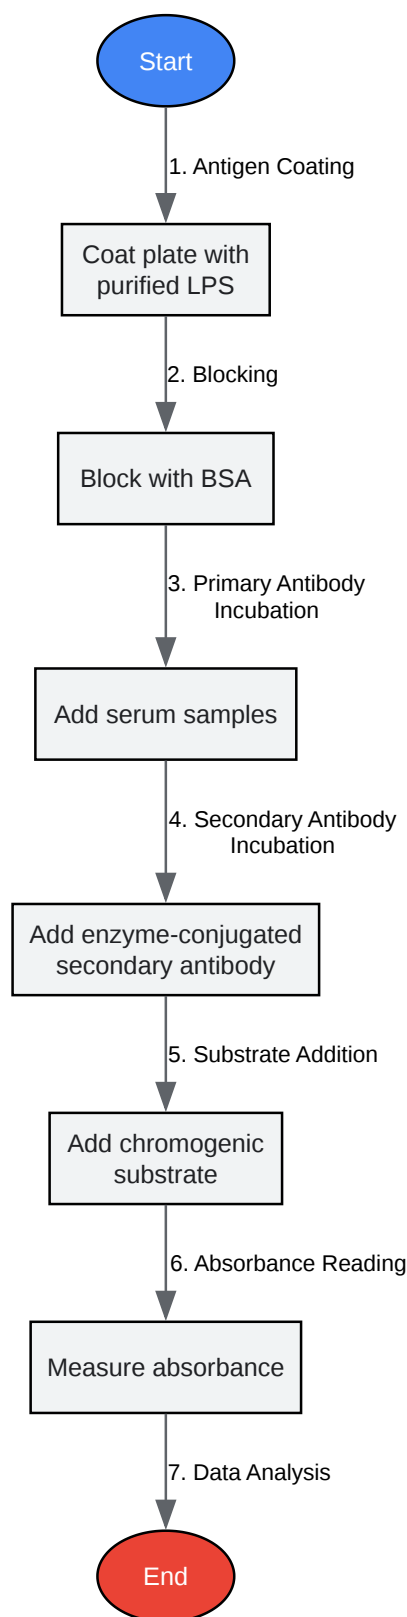 Start
1. Antigen Coating
Coat plate with
purified LPS
2. Blocking
Block with BSA
3. Primary Antibody
Incubation
Add serum samples
4. Secondary Antibody
Incubation
Add enzyme-conjugated
secondary antibody
5. Substrate Addition
Add chromogenic
substrate
6. Absorbance Reading
Measure absorbance
7. Data Analysis
End